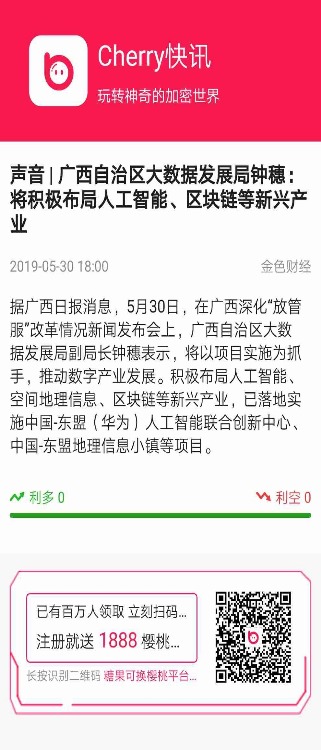 Cherry快讯
玩转神奇的加密世界
声音 | 广西自治区大数据发展局钟穗：
将积极布局人工智能、区块链等新兴产
业
2019-05-30 18:00 金色财经
据广西日报消息，5月30日，在广西深化“放管
服”改革情况新闻发布会上，广西自治区大数
据发展局副局长钟穗表示，将以项目实施为抓
手，推动数字产业发展。积极布局人工智能、
空间地理信息、区块链等新兴产业，已落地实
施中国-东盟（华为）人工智能联合创新中心、
中国-东盟地理信息小镇等项目。
利多 0 利空 0
已有百万人领取 立刻扫码...
注册就送 1888 樱桃...
长按识别二维码 糖果可换樱桃平台...